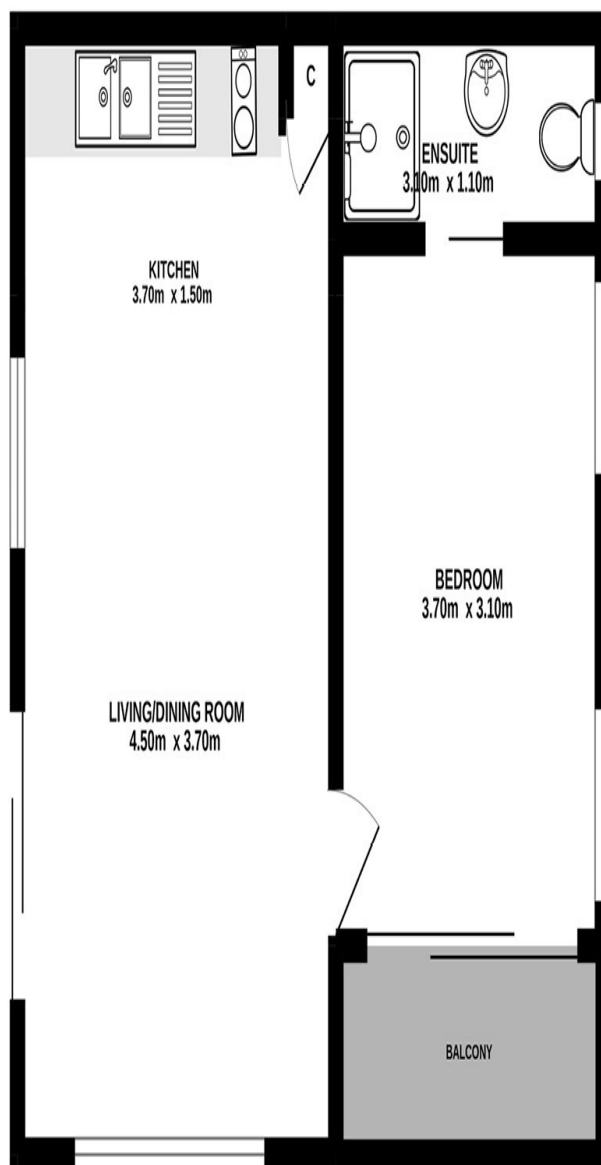 C
ENSUITE
3.10m x 1.10m
KITCHEN
3.70m x 1.50m
BEDROOM
3.70m x 3.10m
LIVING/DINING ROOM
4.50m x 3.70m
BALCONY